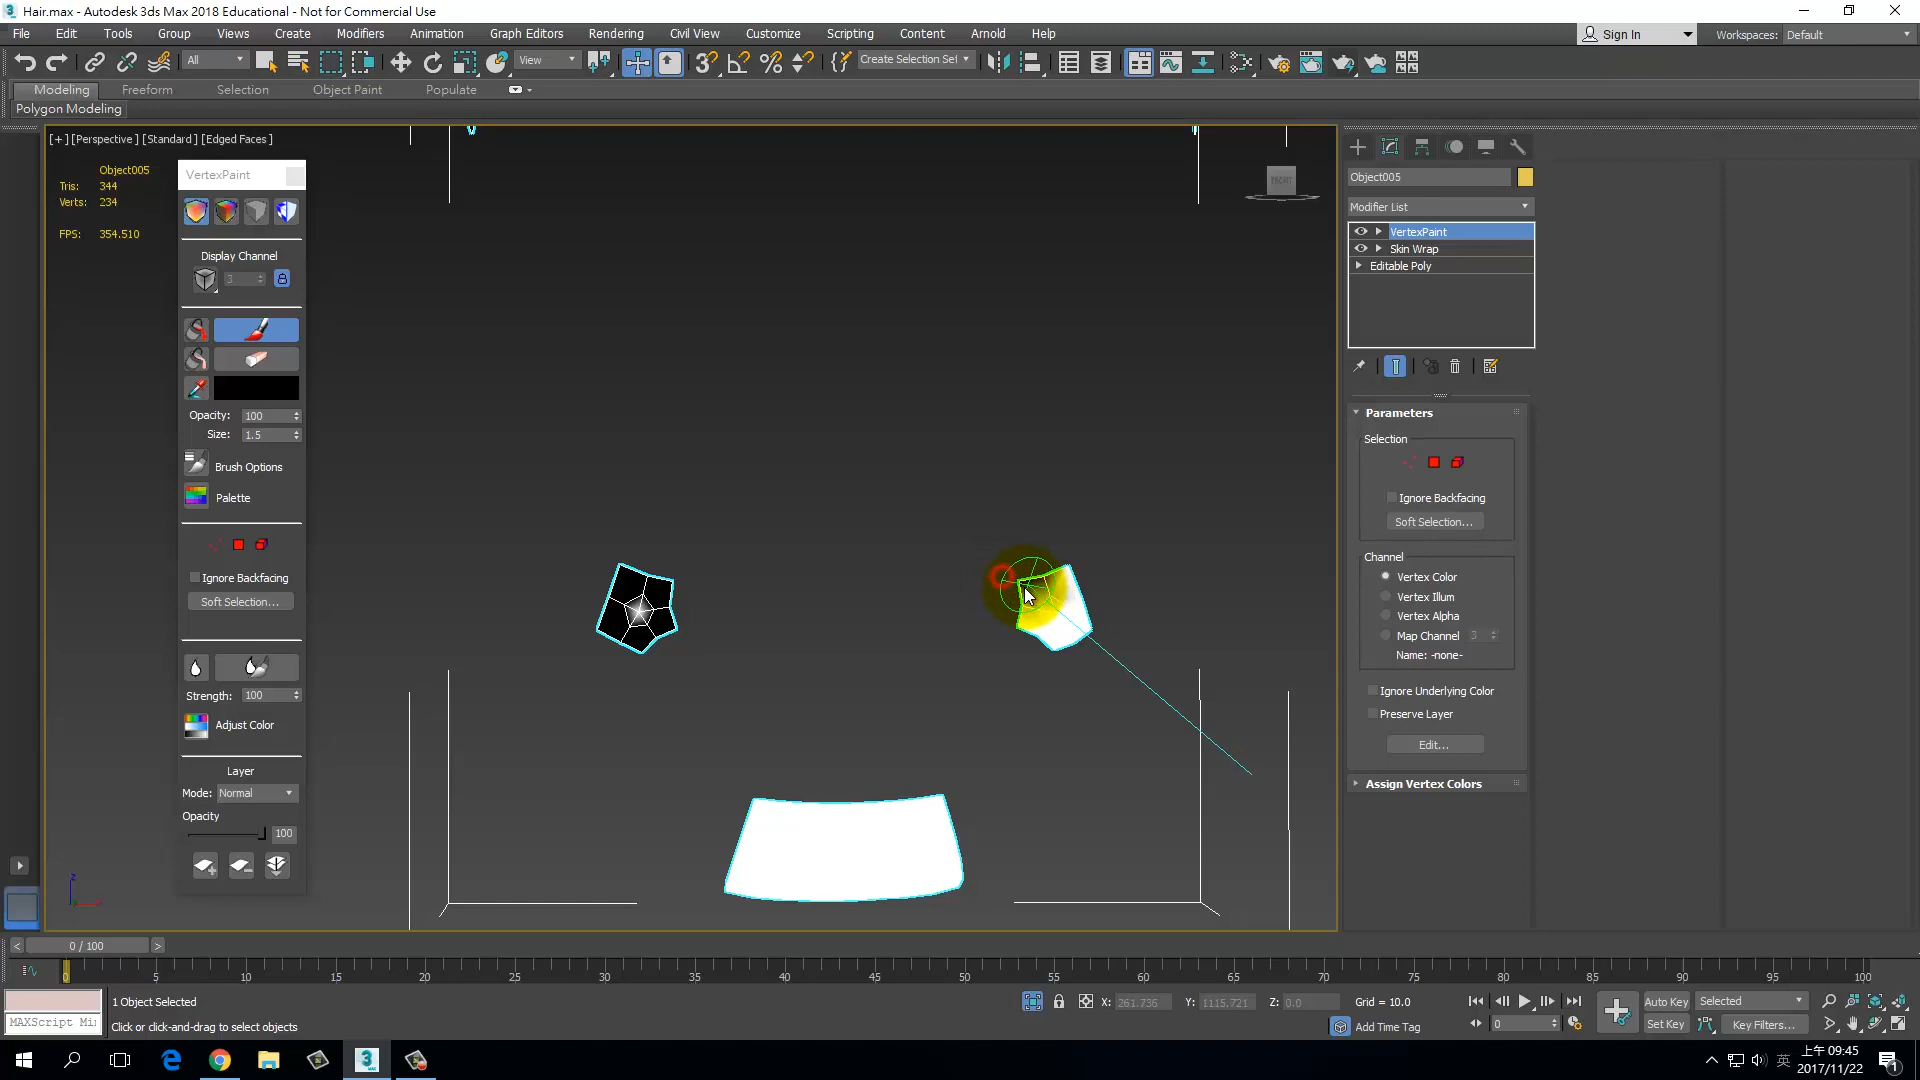 Hair.max - Autodesk 3ds Max 2018 Educational - Not for Commercial Use
File Edit Tools Group Views Create Modifiers Animation Graph Editors Rendering Civil View Customize Scripting Content Arnold Help
Sign In
Workspaces: Default
All
View
Create Selection Set
Modeling Freeform Selection Object Paint Populate
Polygon Modeling
[+] [Perspective] [Standard] [Edged Faces]
Object005
Tris: 344
Verts: 234
FPS: 354.510
VertexPaint
Display Channel
3
Opacity: 100
Size: 1.5
Brush Options
Palette
Ignore Backfacing
Soft Selection...
Strength: 100
Adjust Color
Layer
Mode: Normal
Opacity
100
FRONT
Object005
Modifier List
VertexPaint
Skin Wrap
Editable Poly
Parameters
Selection
Ignore Backfacing
Soft Selection...
Channel
Vertex Color
Vertex Illum
Vertex Alpha
Map Channel 3
Name: -none-
Ignore Underlying Color
Preserve Layer
Edit...
Assign Vertex Colors
z
< 0 / 100 >
0 5 10 15 20 25 30 35 40 45 50 55 60 65 70 75 80 85 90 95 100
1 Object Selected
X: 261.736 Y: 1115.721 Z: 0.0 Grid = 10.0
Auto Key Selected
MAXScript Mi
Click or click-and-drag to select objects
Add Time Tag
0
Set Key Key Filters...
英
上午 09:45
2017/11/22
1